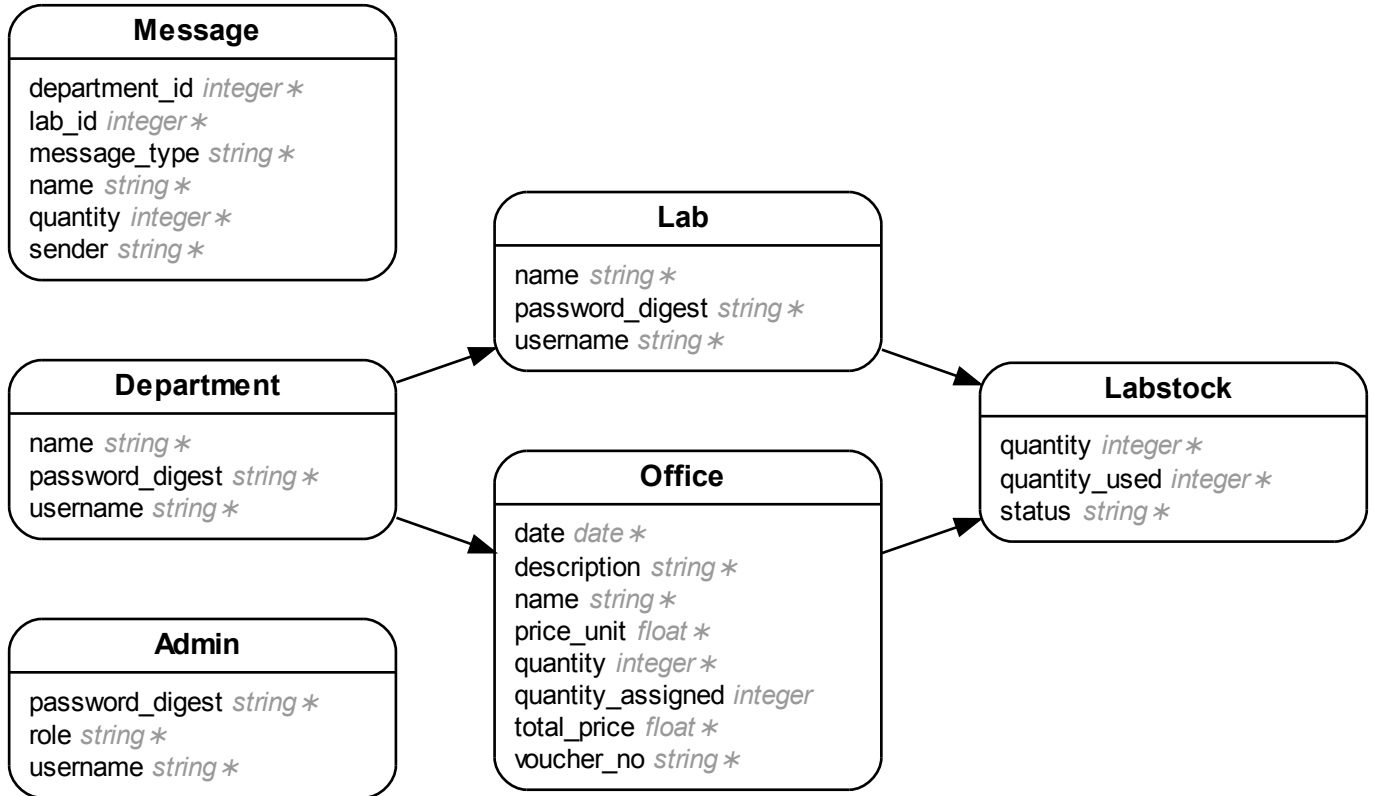 Message
department_id integer ∗
lab_id integer ∗
message_type string ∗
name string ∗
quantity integer ∗
sender string ∗
Department
name string ∗
password_digest string ∗
username string ∗
Admin
password_digest string ∗
role string ∗
username string ∗
Lab
name string ∗
password_digest string ∗
username string ∗
Office
date date ∗
description string ∗
name string ∗
price_unit float ∗
quantity integer ∗
quantity_assigned integer
total_price float ∗
voucher_no string ∗
Labstock
quantity integer ∗
quantity_used integer ∗
status string ∗